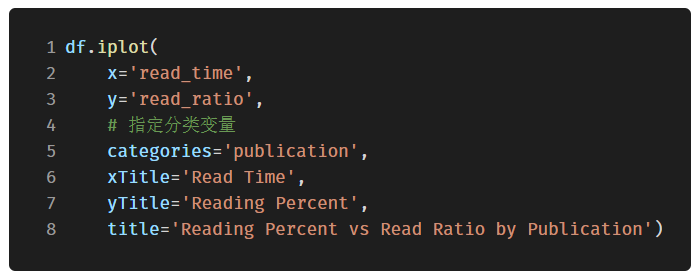 1 df.iplot(
2     x='read_time',
3     y='read_ratio',
4     # 指定分类变量
5     categories='publication',
6     xTitle='Read Time',
7     yTitle='Reading Percent',
8     title='Reading Percent vs Read Ratio by Publication')